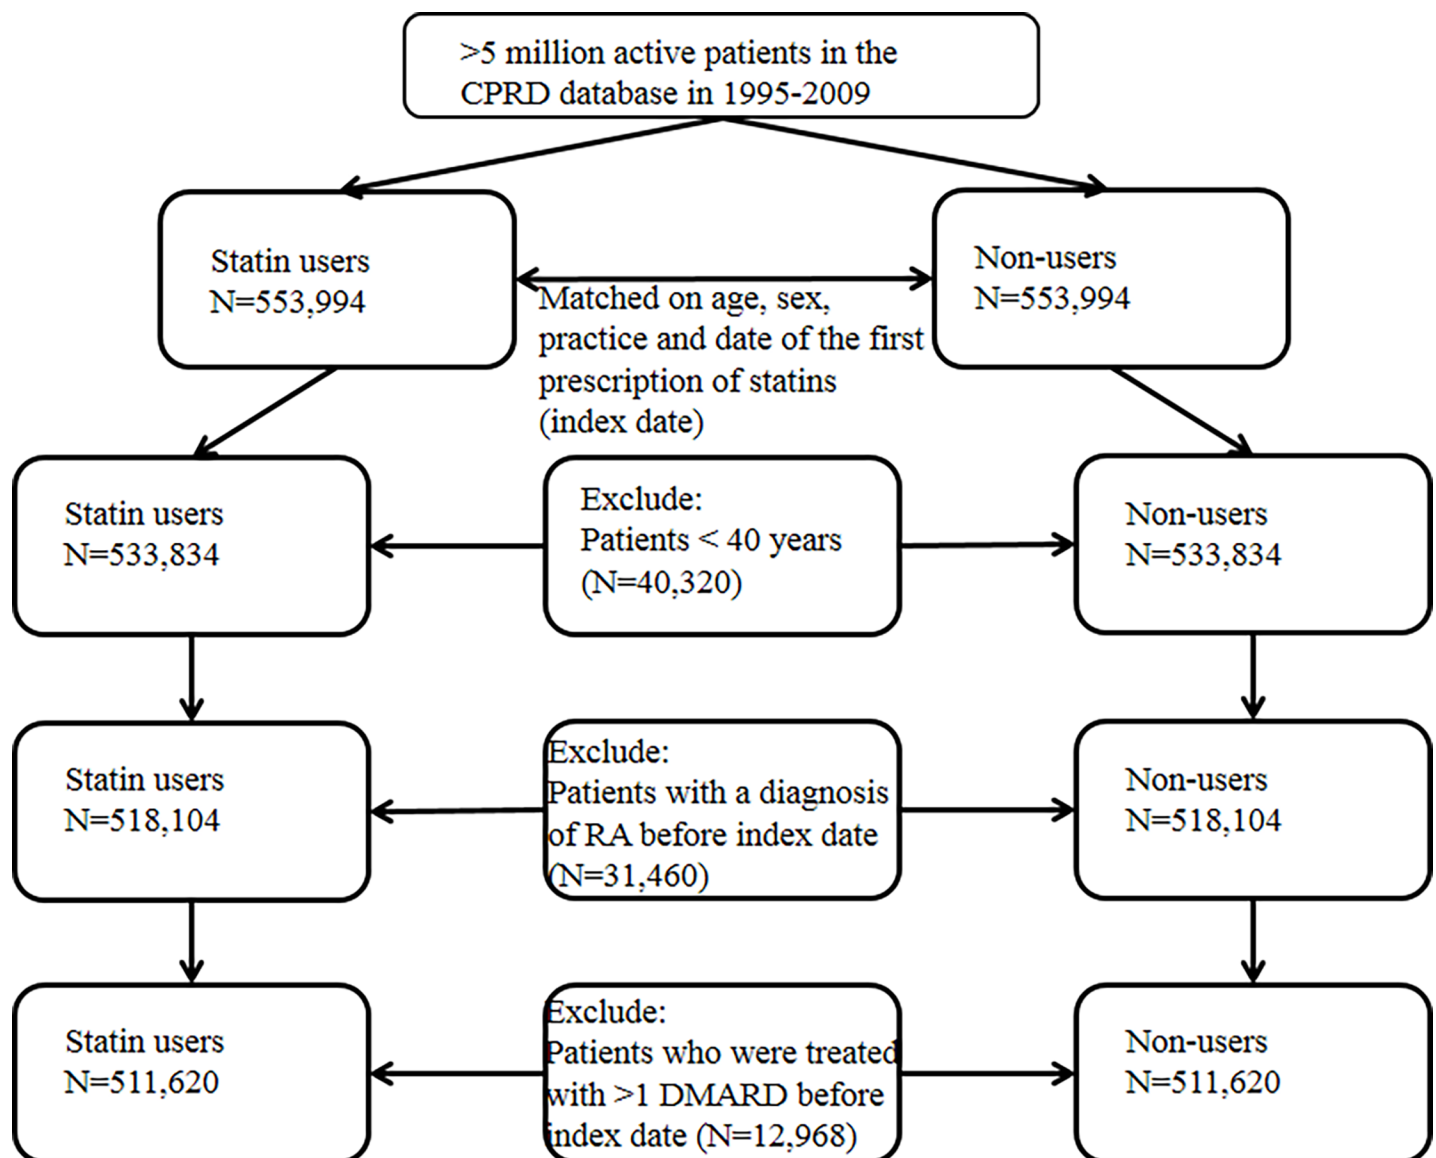 >5 million active patients in the
CPRD database in 1995-2009
Statin users
N=553,994
Non-users
N=553,994
Matched on age, sex,
practice and date of the first
prescription of statins
(index date)
Statin users
N=533,834
Exclude:
Patients < 40 years
(N=40,320)
Non-users
N=533,834
Statin users
N=518,104
Exclude:
Patients with a diagnosis
of RA before index date
(N=31,460)
Non-users
N=518,104
Statin users
N=511,620
Exclude:
Patients who were treated
with >1 DMARD before
index date (N=12,968)
Non-users
N=511,620